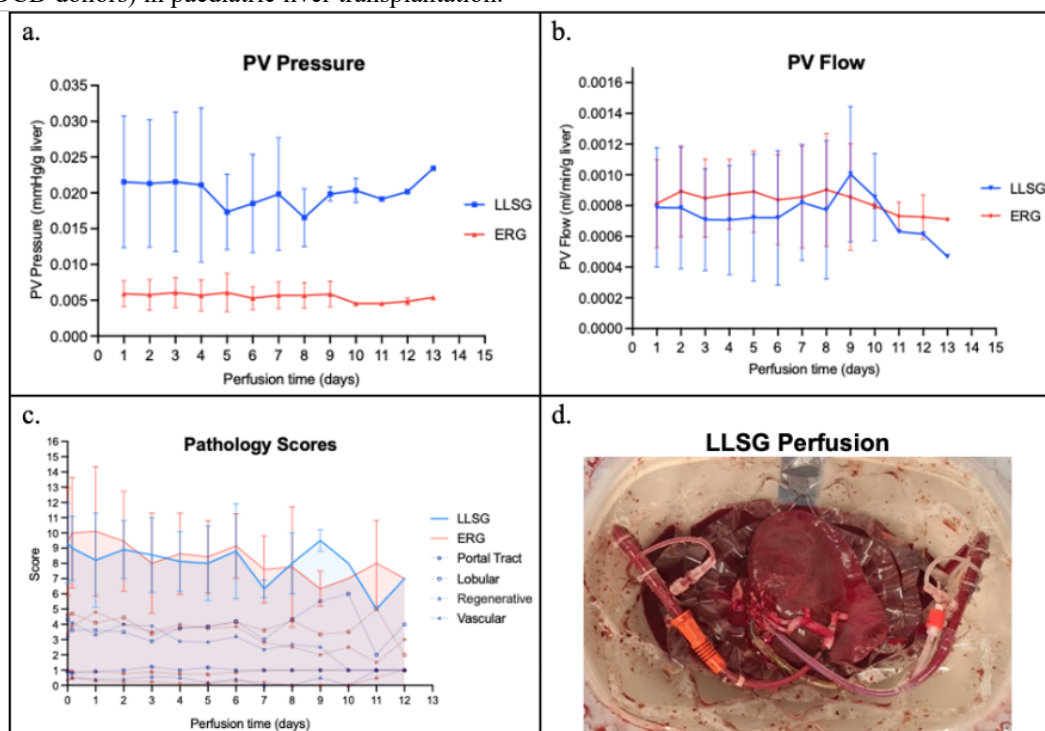 DCD donors) in paediatric liver transplantation.
a.
PV Pressure
PV Pressure (mmHg/g liver)
0.035
0.030
0.025
0.020
0.015
0.010
0.005
0.000
0 1 2 3 4 5 6 7 8 9 10 11 12 13 14 15
Perfusion time (days)
LLSG
ERG
b.
PV Flow
PV Flow (ml/min/g liver)
0.0016
0.0014
0.0012
0.0010
0.0008
0.0006
0.0004
0.0002
0.0000
0 1 2 3 4 5 6 7 8 9 10 11 12 13 14 15
Perfusion time (days)
LLSG
ERG
c.
Pathology Scores
Score
16
15
14
13
12
11
10
9
8
7
6
5
4
3
2
1
0
0 1 2 3 4 5 6 7 8 9 10 11 12 13
Perfusion time (days)
LLSG
ERG
Portal Tract
Lobular
Regenerative
Vascular
d.
LLSG Perfusion